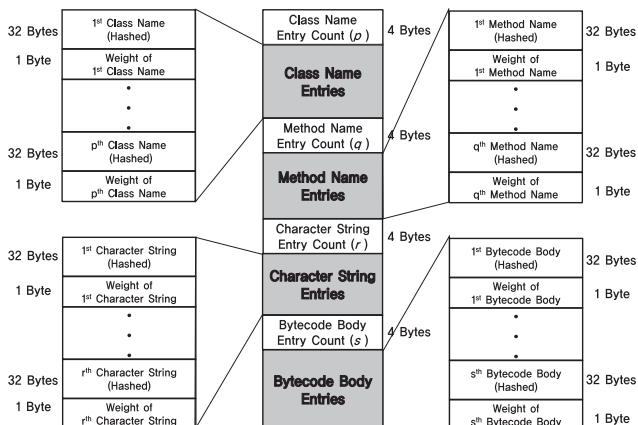 32 Bytes
1st Class Name
(Hashed)
1 Byte
Weight of
1st Class Name
32 Bytes
pth Class Name
(Hashed)
1 Byte
Weight of
pth Class Name
Class Name
Entry Count (p)
4 Bytes
Class Name
Entries
Method Name
Entry Count (q)
4 Bytes
Method Name
Entries
Character String
Entry Count (r)
4 Bytes
Character String
Entries
Bytecode Body
Entry Count (s)
4 Bytes
Bytecode Body
Entries
1st Method Name
(Hashed)
32 Bytes
Weight of
1st Method Name
1 Byte
qth Method Name
(Hashed)
32 Bytes
Weight of
qth Method Name
1 Byte
32 Bytes
1st Character String
(Hashed)
1 Byte
Weight of
1st Character String
32 Bytes
rth Character String
(Hashed)
1 Byte
Weight of
rth Character String
1st Bytecode Body
(Hashed)
32 Bytes
Weight of
1st Bytecode Body
1 Byte
sth Bytecode Body
(Hashed)
32 Bytes
Weight of
sth Bytecode Body
1 Byte